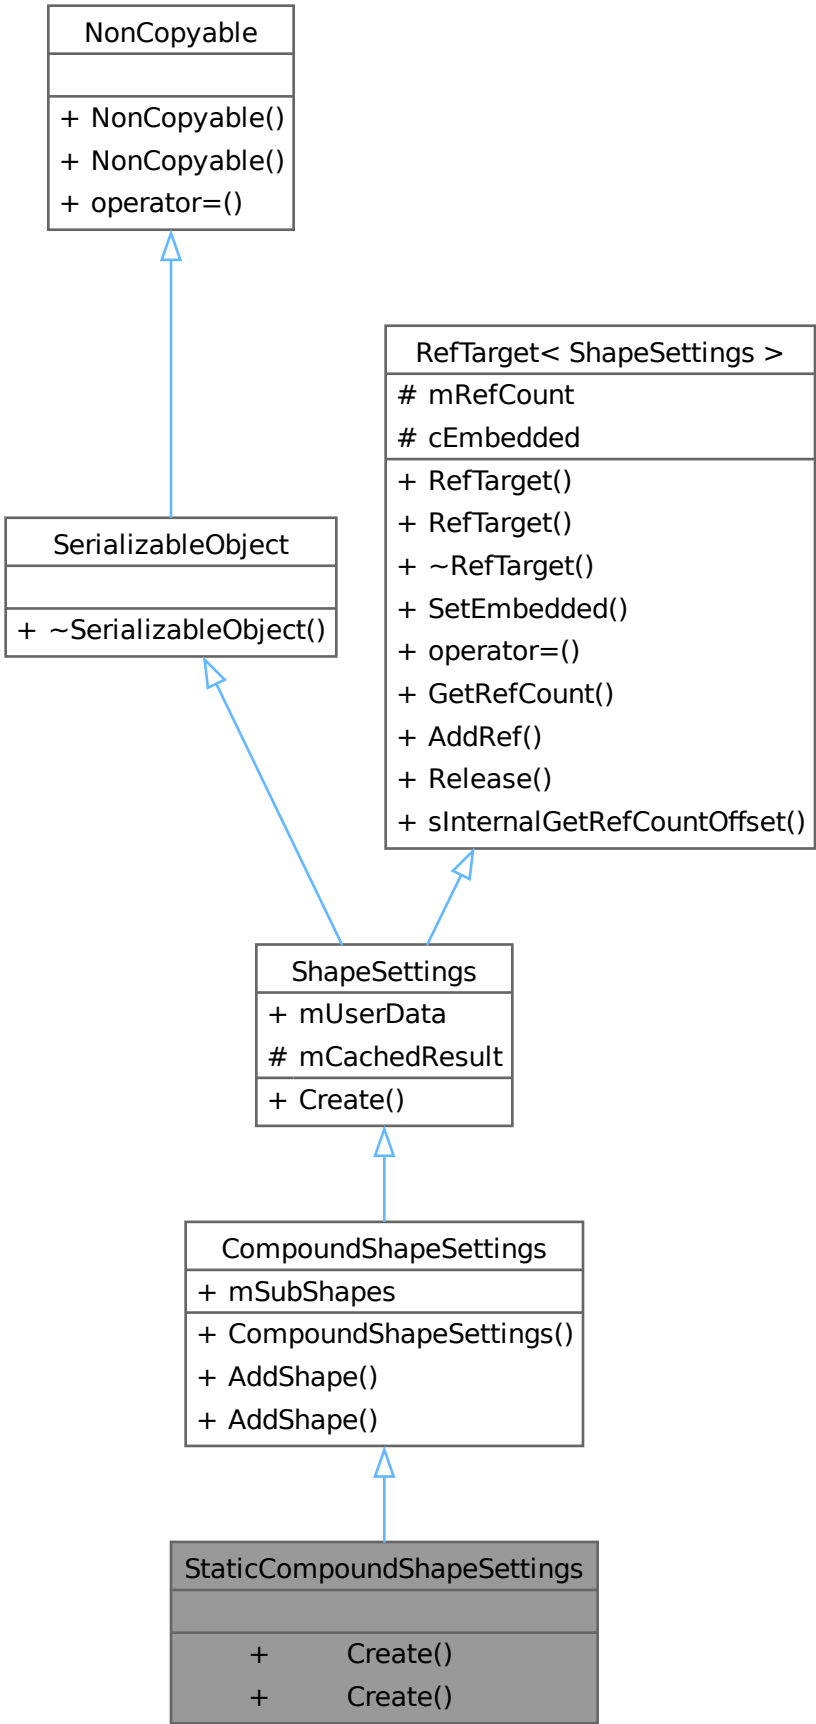 NonCopyable
+ NonCopyable()
+ NonCopyable()
+ operator=()
RefTarget< ShapeSettings >
# mRefCount
# cEmbedded
+ RefTarget()
+ RefTarget()
+ ~RefTarget()
+ SetEmbedded()
+ operator=()
+ GetRefCount()
+ AddRef()
+ Release()
+ sInternalGetRefCountOffset()
SerializableObject
+ ~SerializableObject()
ShapeSettings
+ mUserData
# mCachedResult
+ Create()
CompoundShapeSettings
+ mSubShapes
+ CompoundShapeSettings()
+ AddShape()
+ AddShape()
StaticCompoundShapeSettings
+ Create()
+ Create()